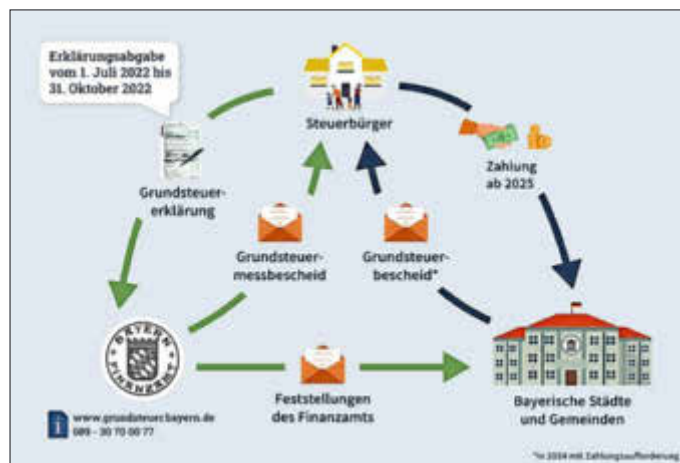 Erklärungsabgabe
vom 1. Juli 2022 bis
31. Oktober 2022
Steuerbürger
Zahlung
ab 2025
Grundsteuer-
erklärung
Grundsteuer-
messbescheid
Grundsteuer-
bescheid*
BAYERN
FINANZAMT
Feststellungen
des Finanzamts
Bayerische Städte
und Gemeinden
www.grundsteuer.bayern.de
089 - 30 70 00 77
*in 2024 mit Zahlungsaufforderung